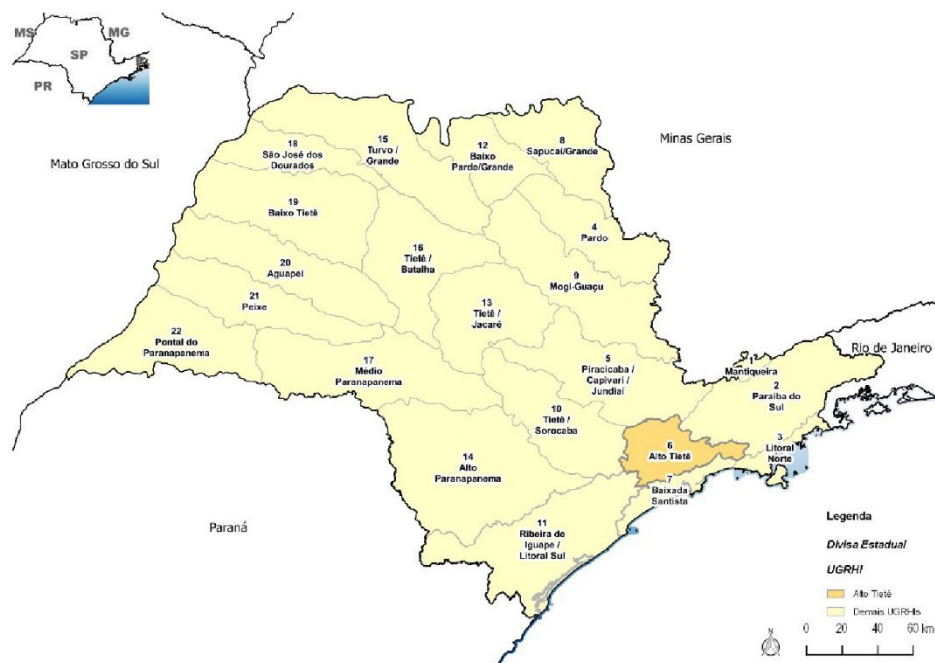 MS
MG
SP
PR
Mato Grosso do Sul
Minas Gerais
Rio de Janeiro
Paraná
18
São José dos
Dourados
15
Turvo /
Grande
12
Baixo
Pardo/Grande
8
Sapucaí/Grande
19
Baixo Tietê
4
Pardo
16
Tietê /
Batalha
20
Aguapeí
9
Mogi-Guaçu
21
Peixe
13
Tietê /
Jacaré
22
Pontal do
Paranapanema
17
Médio
Paranapanema
5
Piracicaba /
Capivari /
Jundiaí
1
Mantiqueira
2
Paraíba do
Sul
10
Tietê /
Sorocaba
3
Litoral
Norte
6
Alto Tietê
14
Alto
Paranapanema
7
Baixada
Santista
11
Ribeira de
Iguape /
Litoral Sul
Legenda
Divisa Estadual
UGRHI
Alto Tietê
Demais UGRHIs
N
0 20 40 60 km